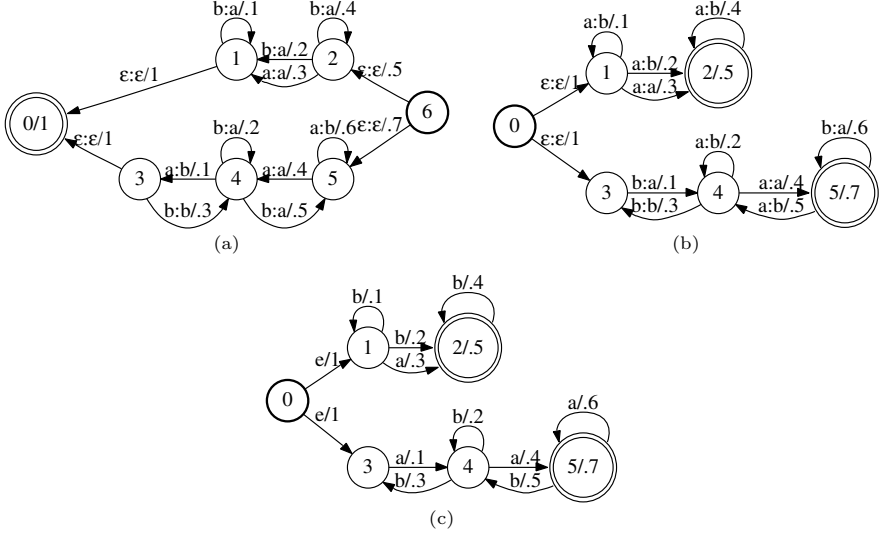 b:a/.1
b:a/.4
1
b:a/.2
2
a:a/.3
ε:ε/1
ε:ε/.5
0/1
6
ε:ε/1
b:a/.2
a:b/.6
ε:ε/.7
3
a:b/.1
4
a:a/.4
5
b:b/.3
b:a/.5
(a)
a:b/.1
a:b/.4
1
a:b/.2
2/.5
a:a/.3
ε:ε/1
0
ε:ε/1
a:b/.2
b:a/.6
3
b:a/.1
4
a:a/.4
5/.7
b:b/.3
a:b/.5
(b)
b/.1
b/.4
1
b/.2
2/.5
a/.3
e/1
0
e/1
b/.2
a/.6
3
a/.1
4
a/.4
5/.7
b/.3
b/.5
(c)